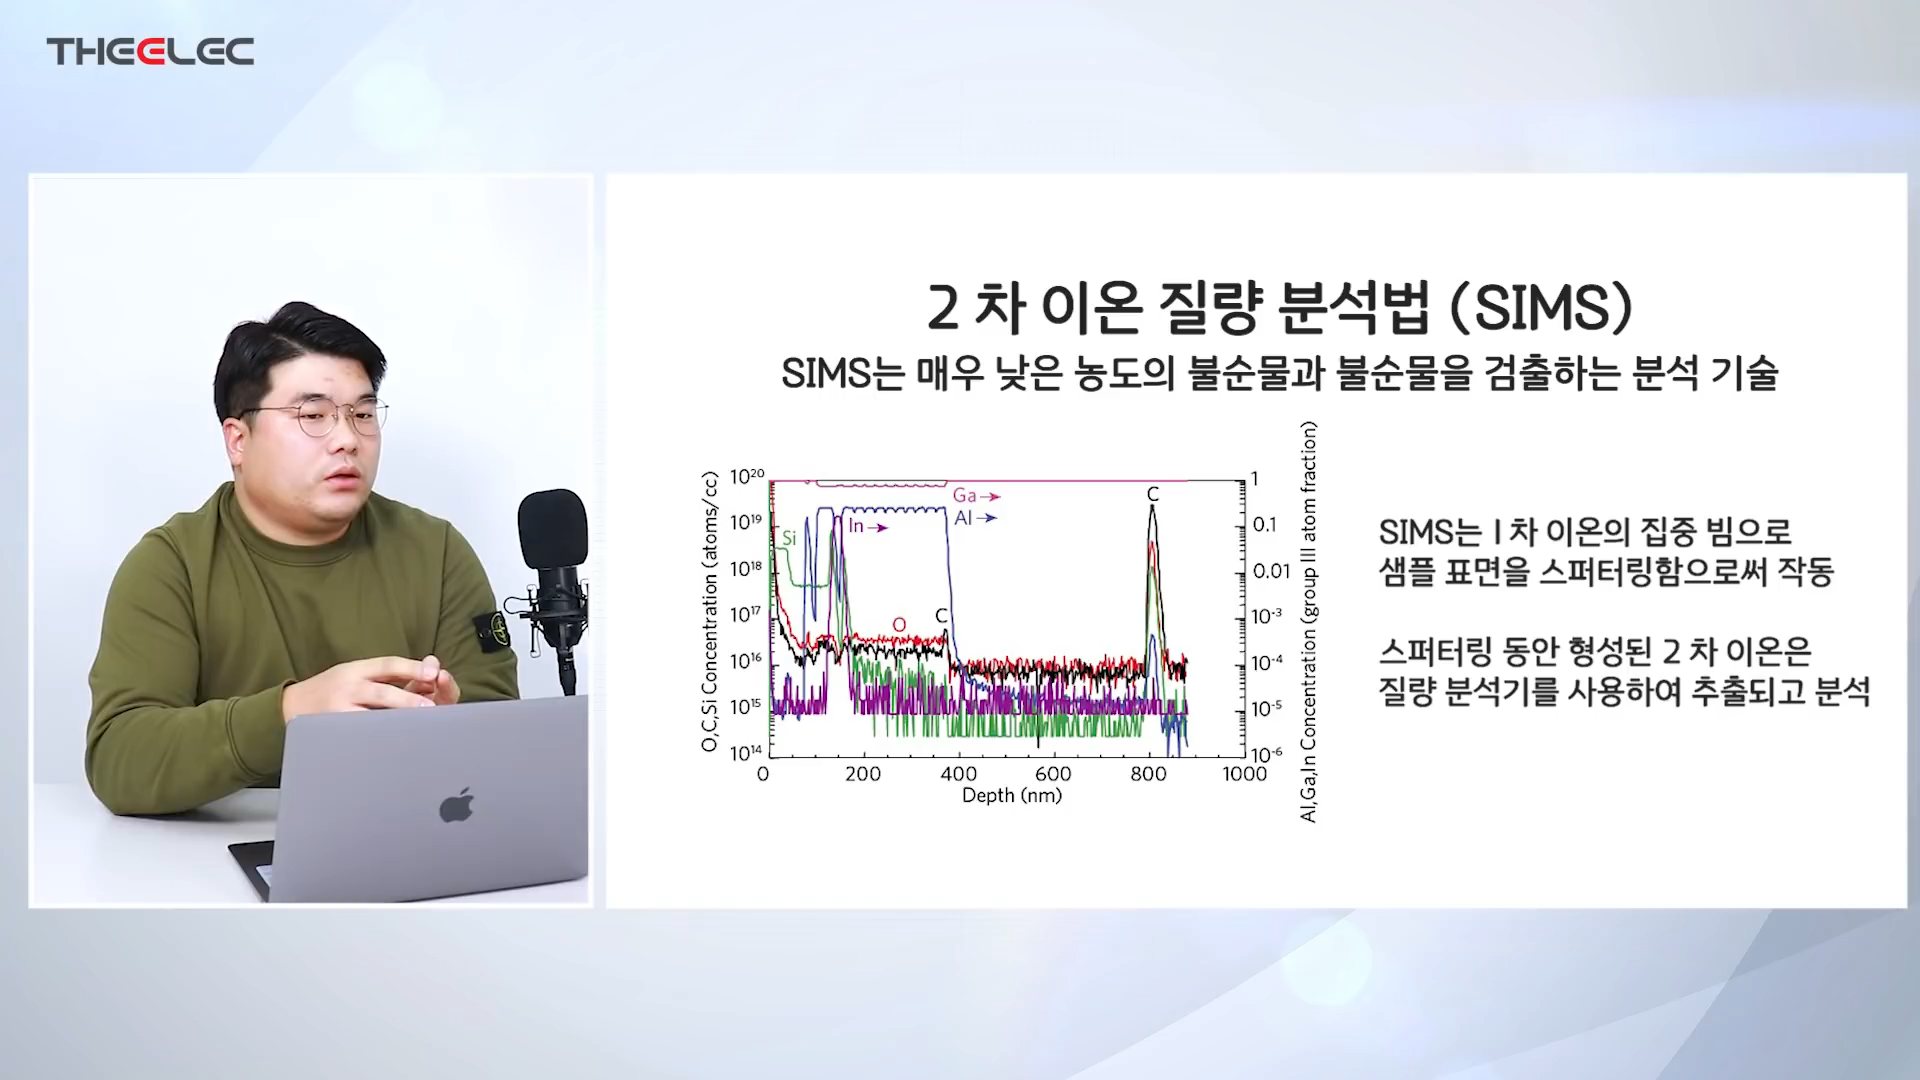 THEELEC
2 차 이온 질량 분석법 (SIMS)
SIMS는 매우 낮은 농도의 불순물과 불순물을 검출하는 분석 기술
O,C,Si Concentration (atoms/cc)
10²⁰
10¹⁹
10¹⁸
10¹⁷
10¹⁶
10¹⁵
10¹⁴
Si
In→
Ga→
Al→
O
C
C
1
0.1
0.01
10⁻³
10⁻⁴
10⁻⁵
10⁻⁶
Al,Ga,In Concentration (group III atom fraction)
0 200 400 600 800 1000
Depth (nm)
SIMS는 1차 이온의 집중 빔으로
샘플 표면을 스퍼터링함으로써 작동
스퍼터링 동안 형성된 2 차 이온은
질량 분석기를 사용하여 추출되고 분석